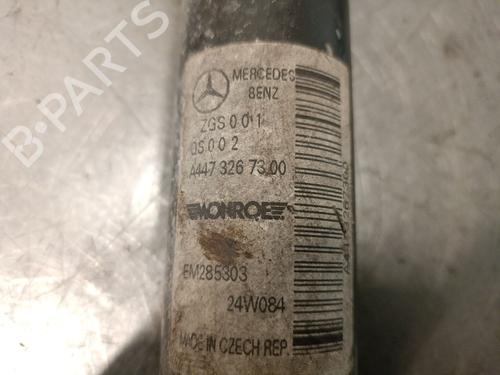 MERCEDES
BENZ
ZGS 0 0 1
QS 0 0 2
A447 326 73 00
MONROE
EM285303
24W084
MADE IN CZECH REP.